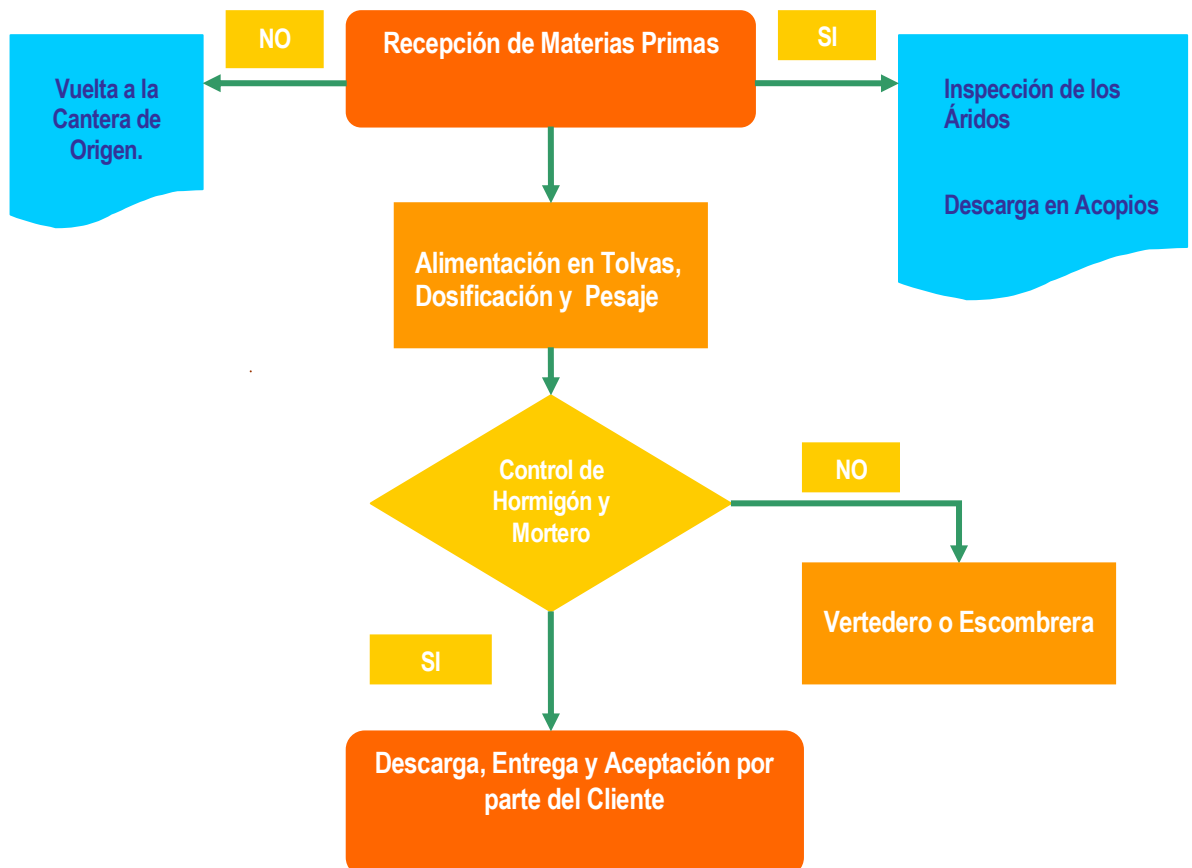 NO
Recepción de Materias Primas
SI
Vuelta a la
Cantera de
Origen.
Inspección de los
Áridos
Descarga en Acopios
Alimentación en Tolvas,
Dosificación y Pesaje
Control de
Hormigón y
Mortero
NO
Vertedero o Escombrera
SI
Descarga, Entrega y Aceptación por
parte del Cliente